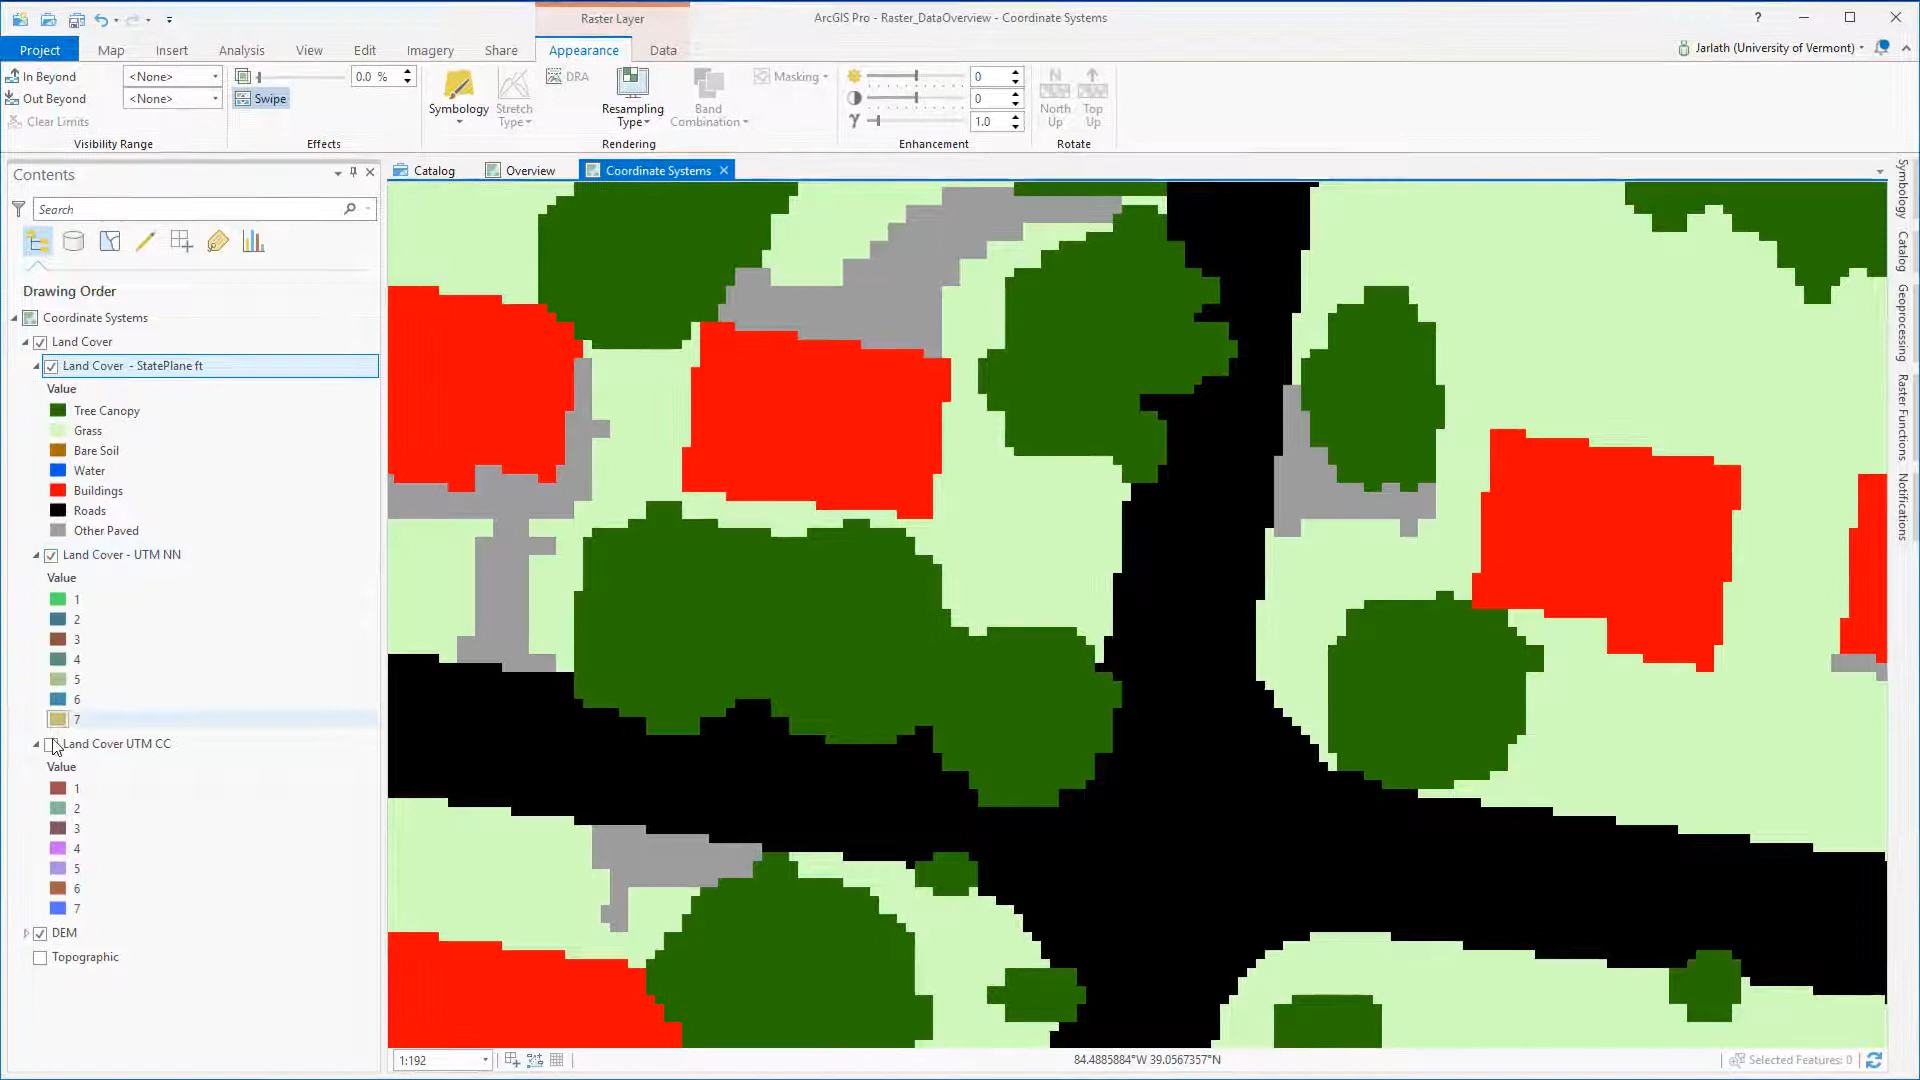 Raster Layer
ArcGIS Pro - Raster_DataOverview - Coordinate Systems
?
Project Map Insert Analysis View Edit Imagery Share Appearance Data
Jarlath (University of Vermont)
In Beyond <None>
Out Beyond <None>
Clear Limits
Visibility Range
0.0 %
Swipe
Effects
Symbology
Stretch Type
DRA
Resampling Type
Band Combination
Masking
Rendering
0
0
γ 1.0
Enhancement
N
North Up
Top Up
Rotate
Contents
Search
Drawing Order
Coordinate Systems
Land Cover
Land Cover - StatePlane ft
Value
Tree Canopy
Grass
Bare Soil
Water
Buildings
Roads
Other Paved
Land Cover - UTM NN
Value
1
2
3
4
5
6
7
Land Cover UTM CC
Value
1
2
3
4
5
6
7
DEM
Topographic
Catalog Overview Coordinate Systems
1:192
84.4885884°W 39.0567357°N
Selected Features: 0
Symbology
Catalog
Geoprocessing
Raster Functions
Notifications